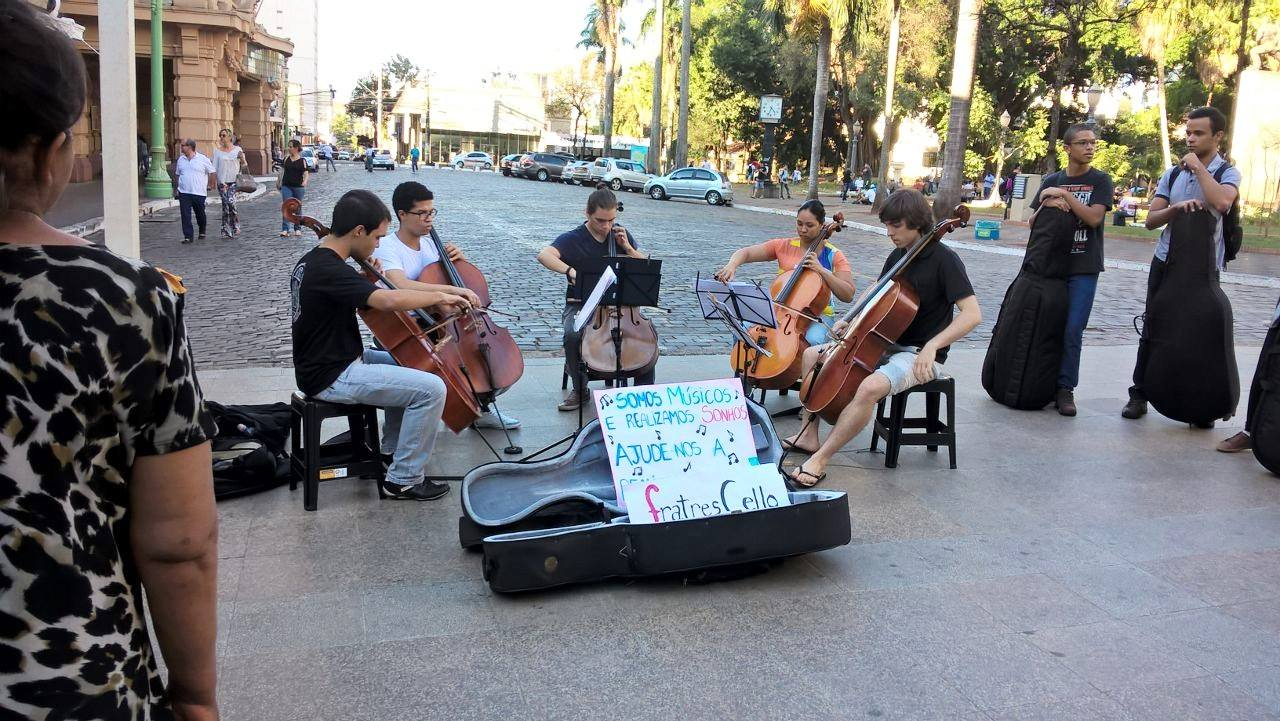 SOMOS MÚSICOS
E REALIZAMOS SONHOS
AJUDE-NOS A
fratresCello